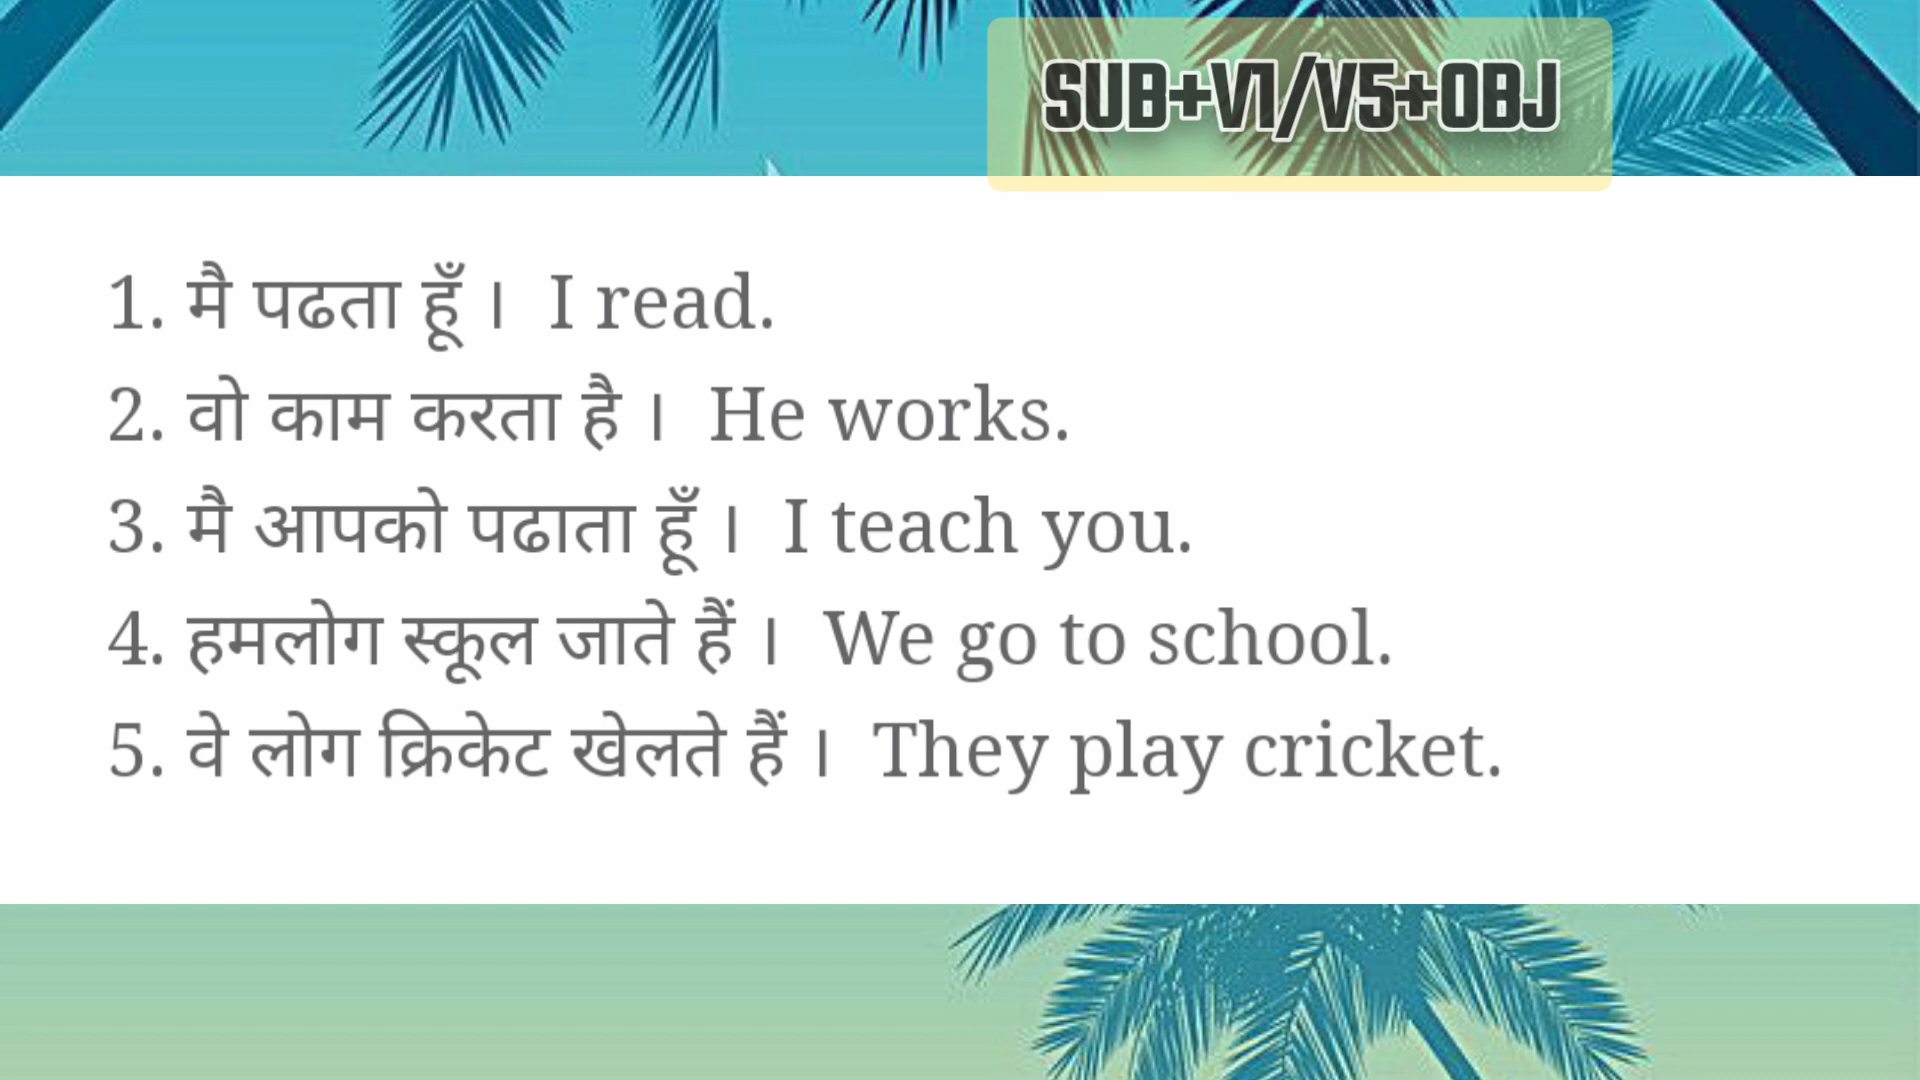 SUB+V1/V5+OBJ
1. मै पढता हूँ । I read.
2. वो काम करता है । He works.
3. मै आपको पढाता हूँ । I teach you.
4. हमलोग स्कूल जाते हैं । We go to school.
5. वे लोग क्रिकेट खेलते हैं । They play cricket.